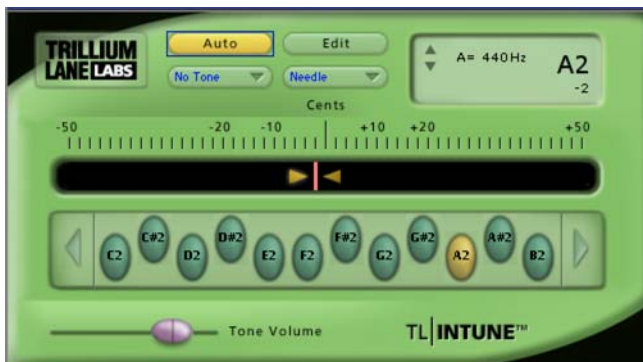 TRILLIUM
LANE LABS
Auto
Edit
No Tone
Needle
A= 440Hz
A2
-2
Cents
-50
-20
-10
+10
+20
+50
C2
C#2
D2
D#2
E2
F2
F#2
G2
G#2
A2
A#2
B2
Tone Volume
TL|INTUNE™